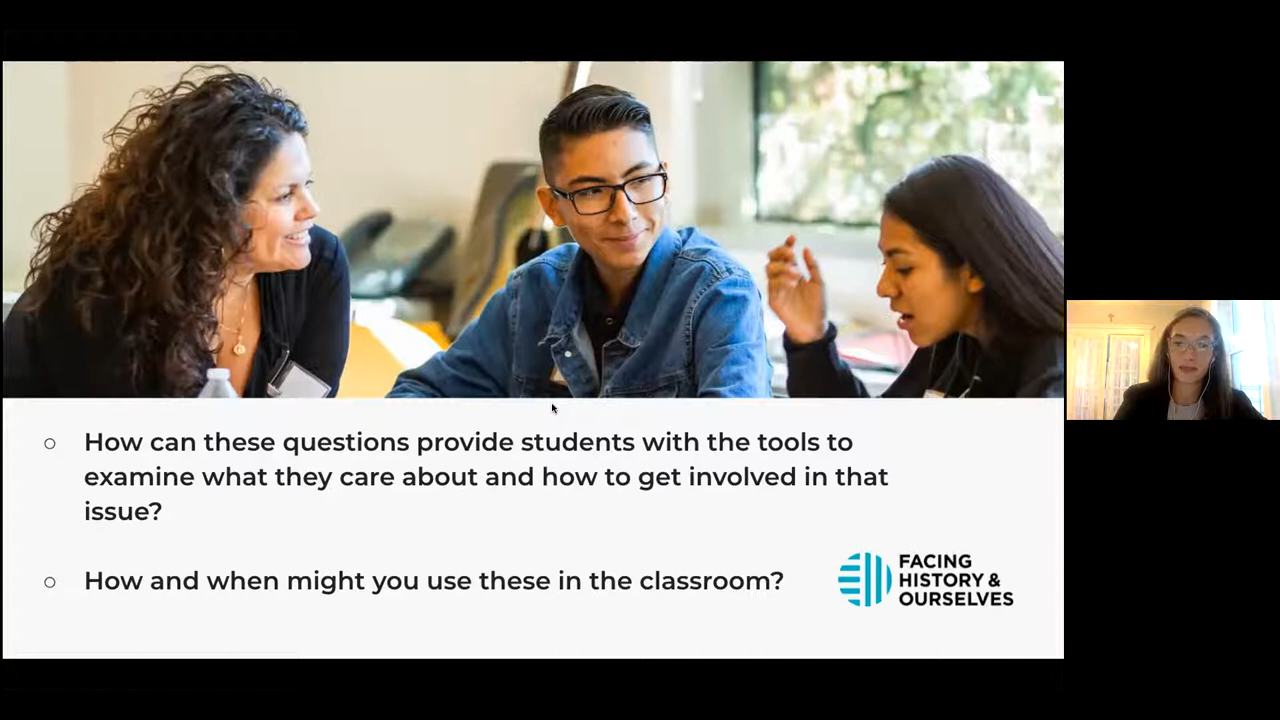 How can these questions provide students with the tools to
examine what they care about and how to get involved in that
issue?
How and when might you use these in the classroom?
FACING
HISTORY &
OURSELVES